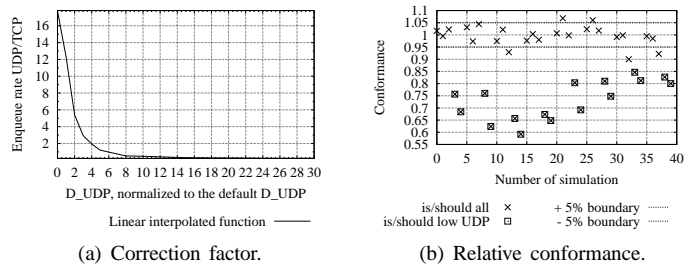 Enqueue rate UDP/TCP
16
14
12
10
8
6
4
2
0 2 4 6 8 10 12 14 16 18 20 22 24 26 28 30
D_UDP, normalized to the default D_UDP
Linear interpolated function
(a) Correction factor.
Conformance
1.1
1.05
1
0.95
0.9
0.85
0.8
0.75
0.7
0.65
0.6
0.55
0 5 10 15 20 25 30 35 40
Number of simulation
is/should all
is/should low UDP
+ 5% boundary
- 5% boundary
(b) Relative conformance.